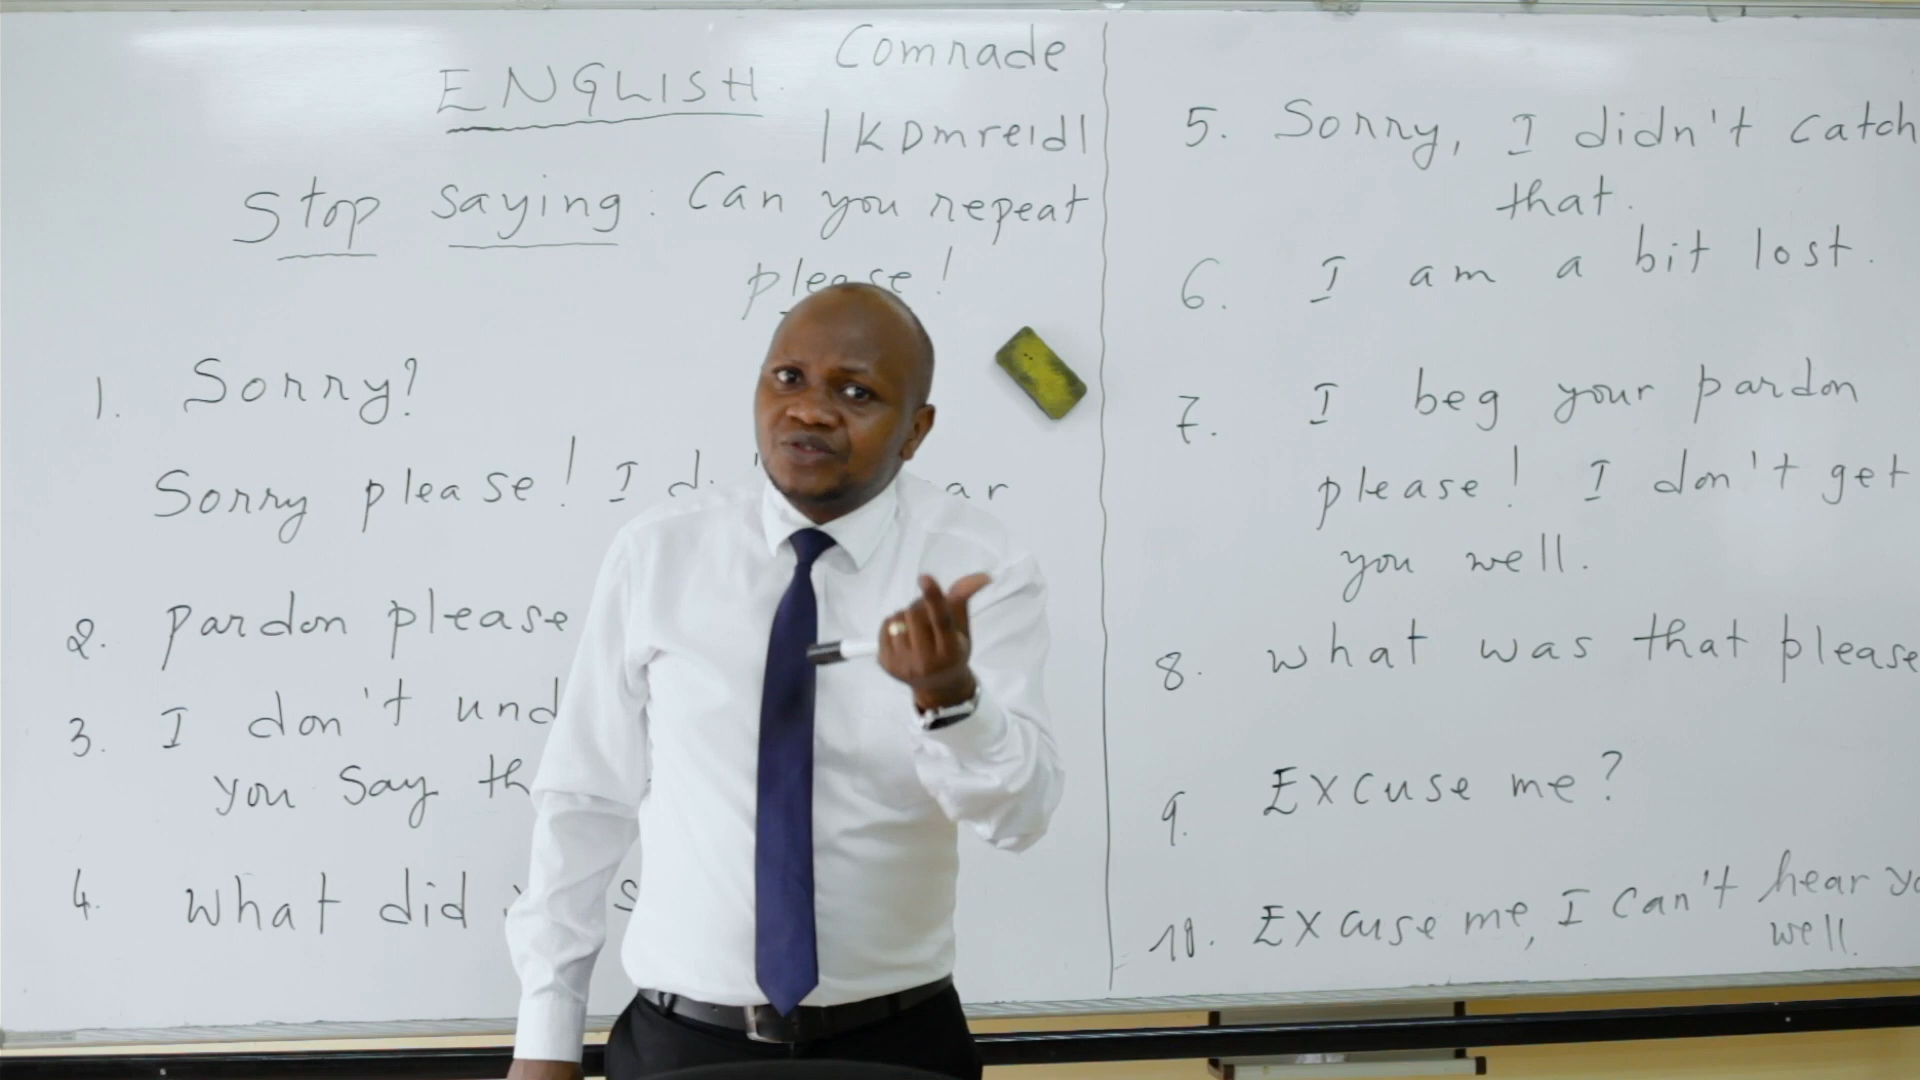 ENGLISH
Comrade
|KDmreid|
Stop saying: Can you repeat
please!
1. Sorry?
Sorry please! I
2. Pardon please
3. I don't
you say
4. What did
5. Sorry, I didn't catch
that.
6. I am a bit lost.
7. I beg your pardon
please! I don't get
you well.
8. What was that please
9. Excuse me?
10. Excuse me, I can't hear
well.